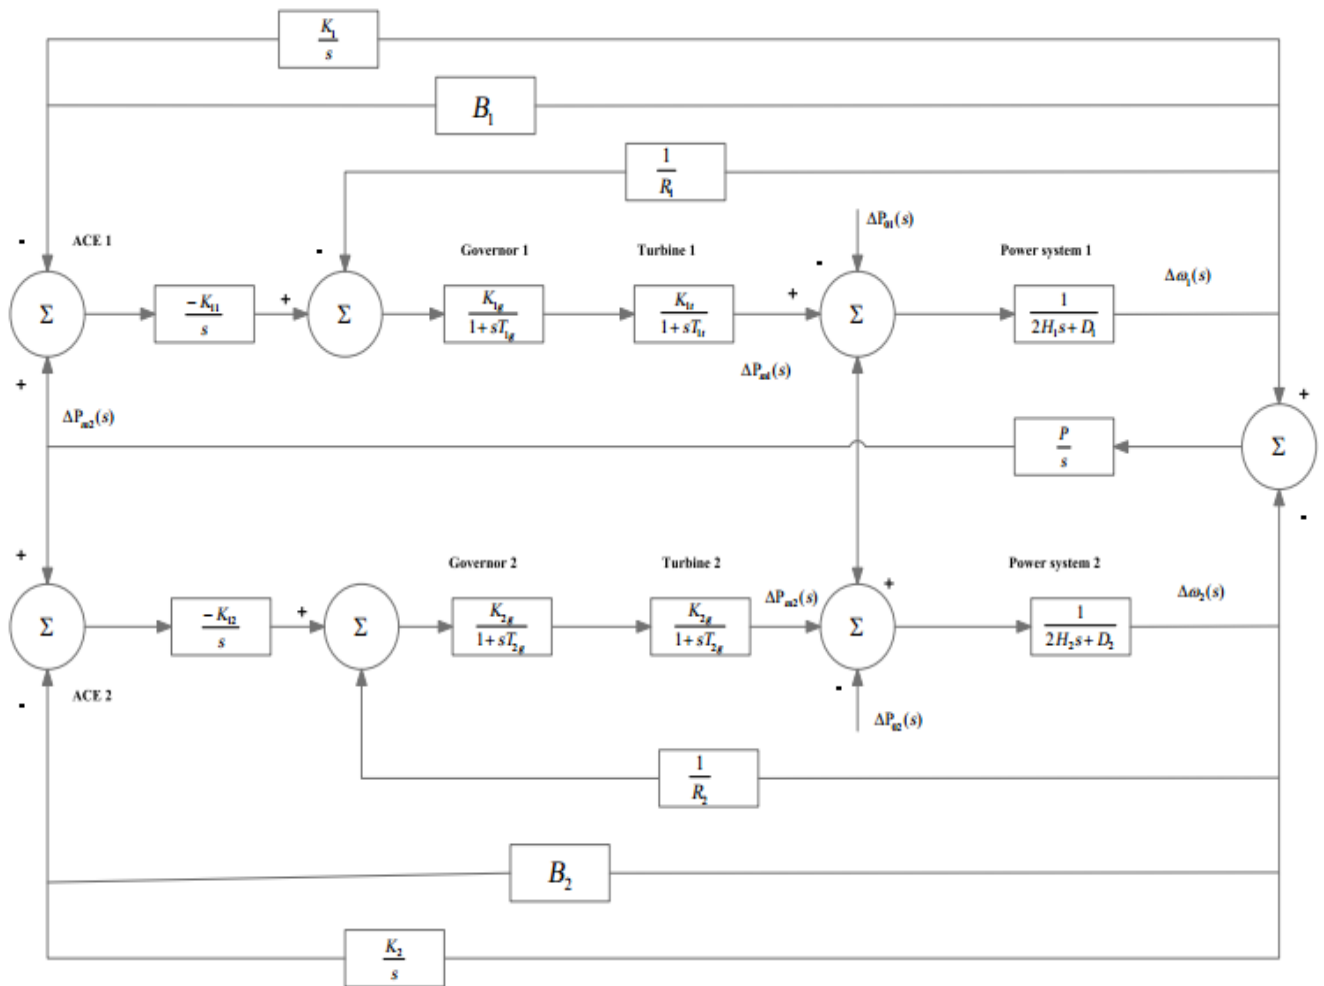 K₁
s
B₁
1
R₁
ΔP₀₁(s)
-
ACE 1
-
Governor 1
Turbine 1
-
Power system 1
Δω₁(s)
Σ
-K₁₁
s
+
Σ
K₁g
1+sT₁g
K₁t
1+sT₁t
+
Σ
1
2H₁s+D₁
+
ΔPₘ₁(s)
+
ΔPₘ₂(s)
P
s
Σ
-
+
Governor 2
Turbine 2
Power system 2
+
Δω₂(s)
ΔPₘ₂(s)
Σ
-K₁₂
s
+
Σ
K₂g
1+sT₂g
K₂g
1+sT₂g
Σ
1
2H₂s+D₂
-
ACE 2
-
ΔP₀₂(s)
1
R₂
B₂
K₂
s